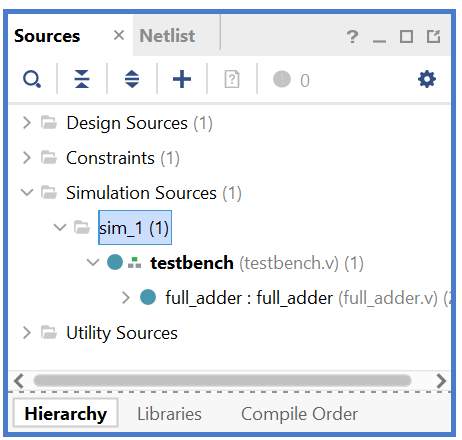 Sources × Netlist ?
0
Design Sources (1)
Constraints (1)
Simulation Sources (1)
sim_1 (1)
testbench (testbench.v) (1)
full_adder : full_adder (full_adder.v) (
Utility Sources
Hierarchy Libraries Compile Order